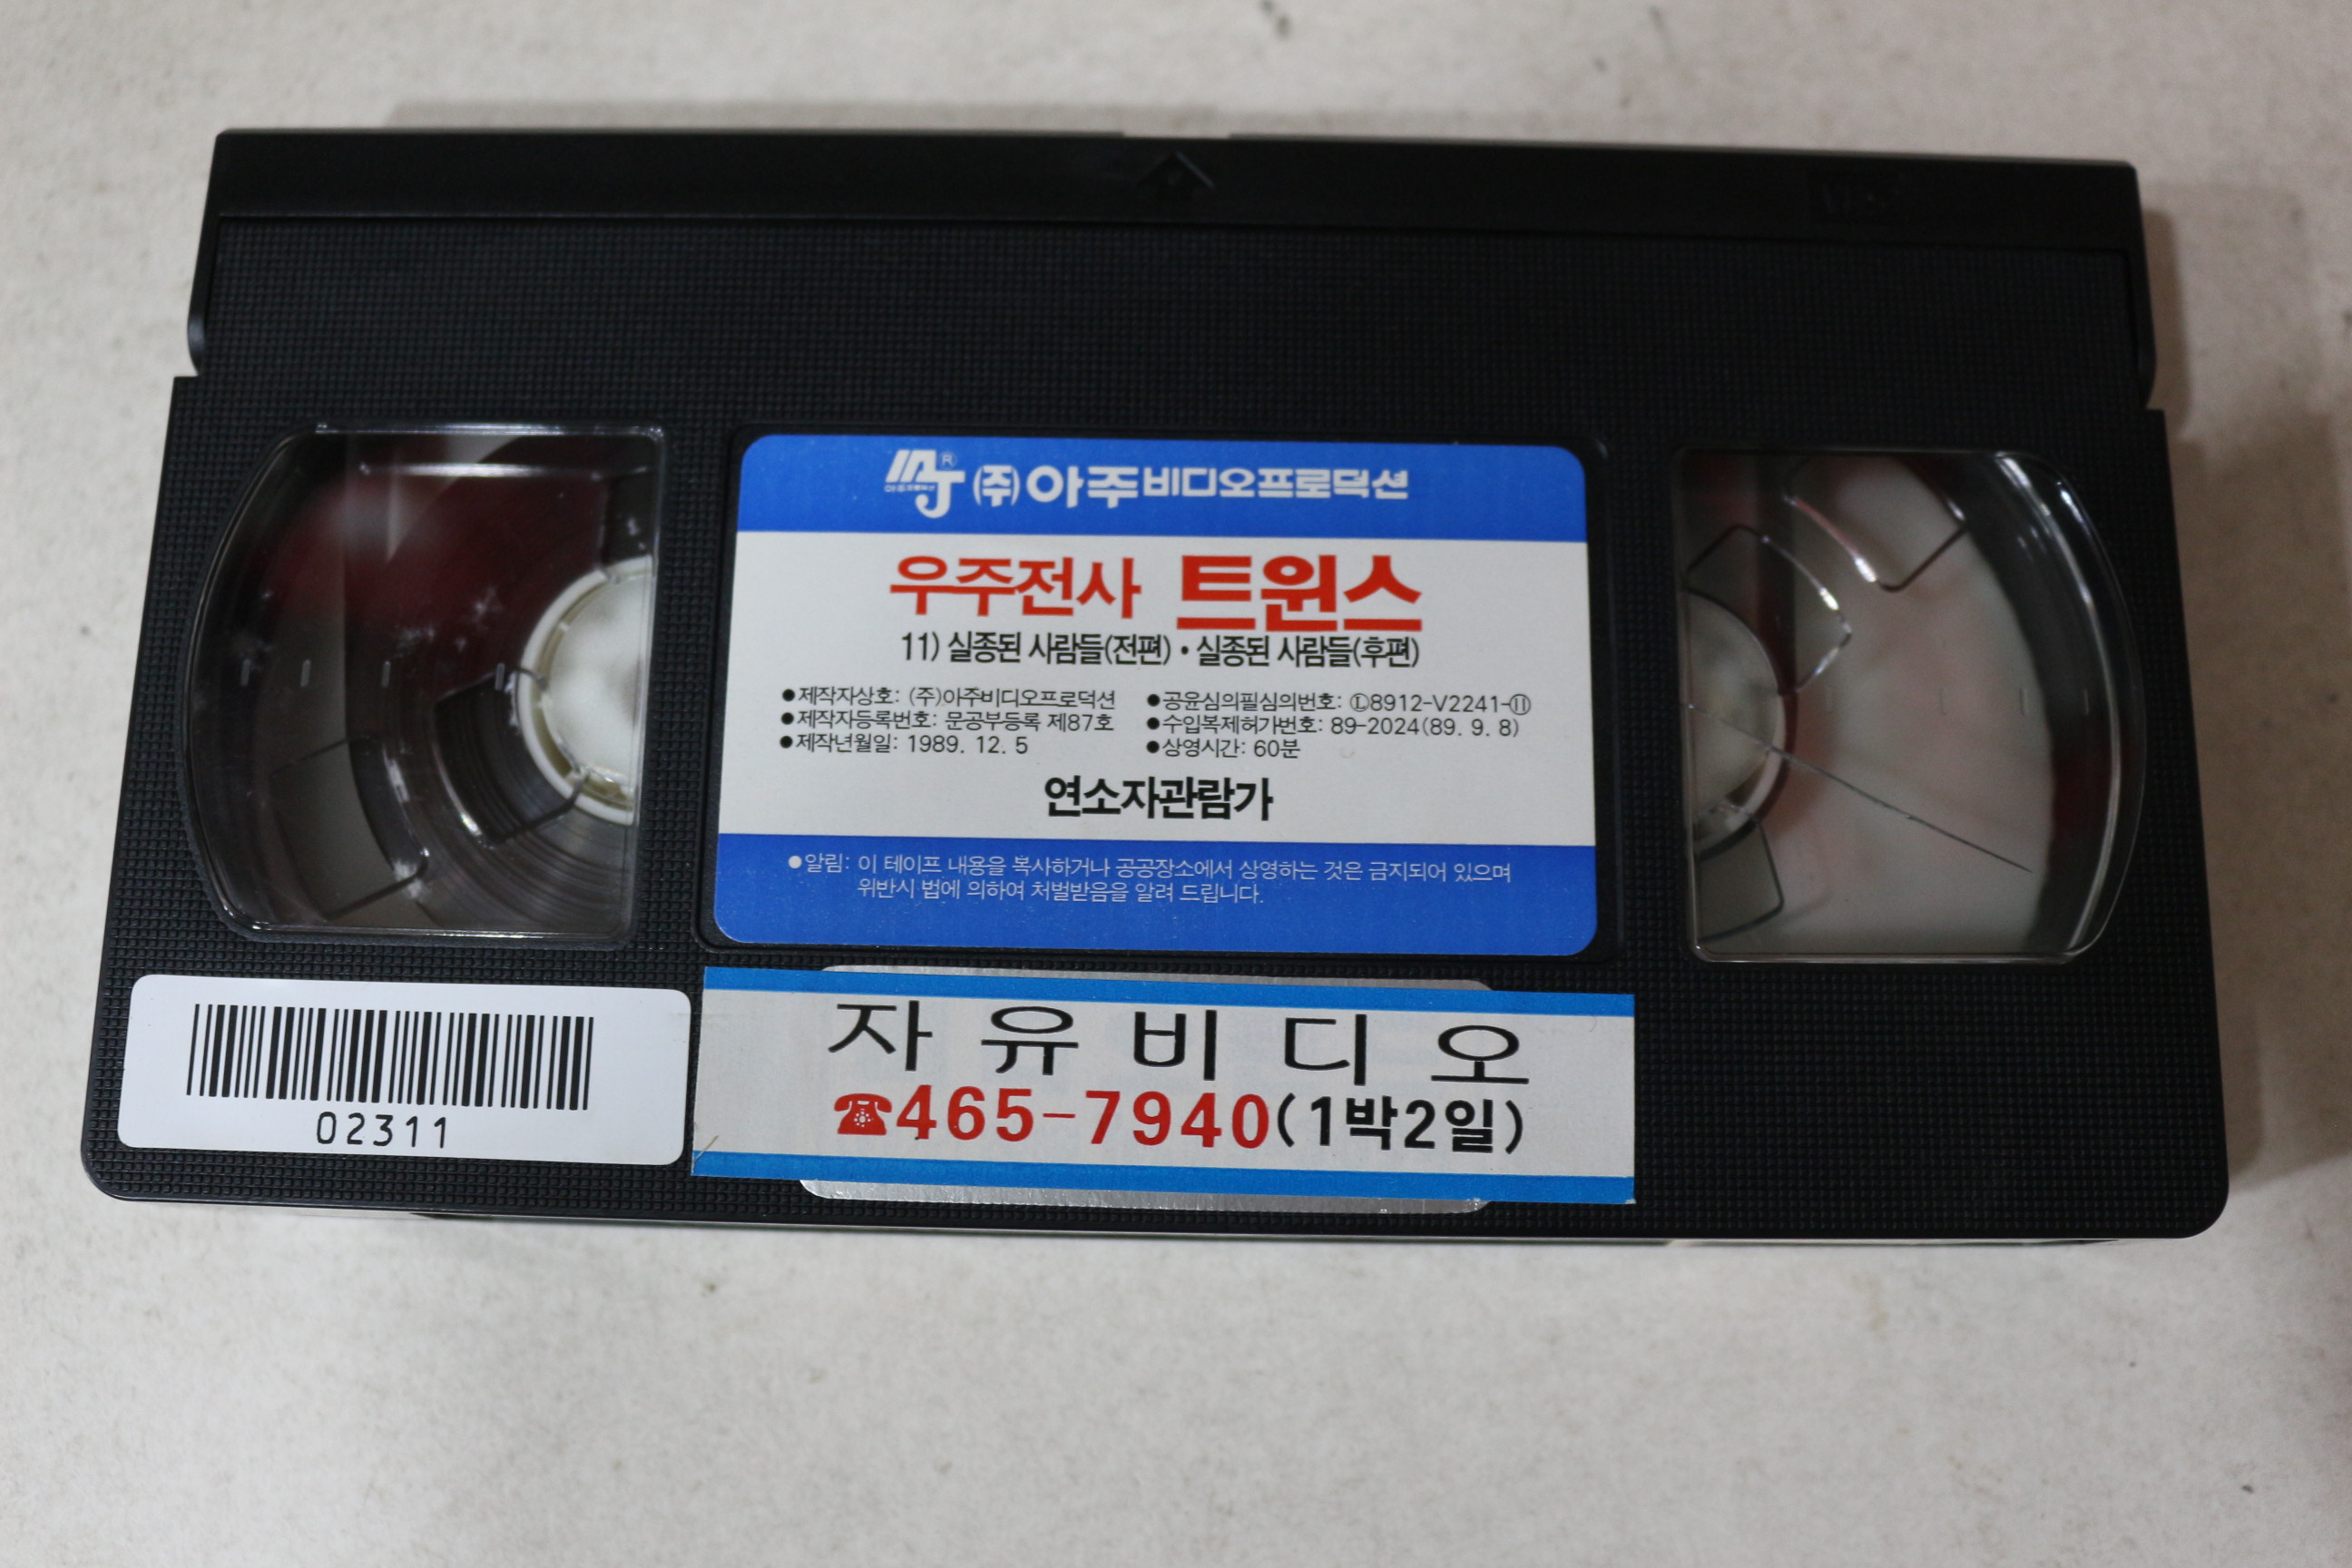 AJ® (주)아주비디오프로덕션
우주전사 트윈스
11) 실종된 사람들(전편)·실종된 사람들(후편)
●제작자상호: (주)아주비디오프로덕션
●제작자등록번호: 문공부등록 제87호
●제작년월일: 1989. 12. 5
●공윤심의필심의번호: Ⓛ8912-V2241-⑪
●수입복제허가번호: 89-2024(89. 9. 8)
●상영시간: 60분
연소자관람가
●알림: 이 테이프 내용을 복사하거나 공공장소에서 상영하는 것은 금지되어 있으며
위반시 법에 의하여 처벌받음을 알려 드립니다.
02311
자유비디오
☎465-7940(1박2일)